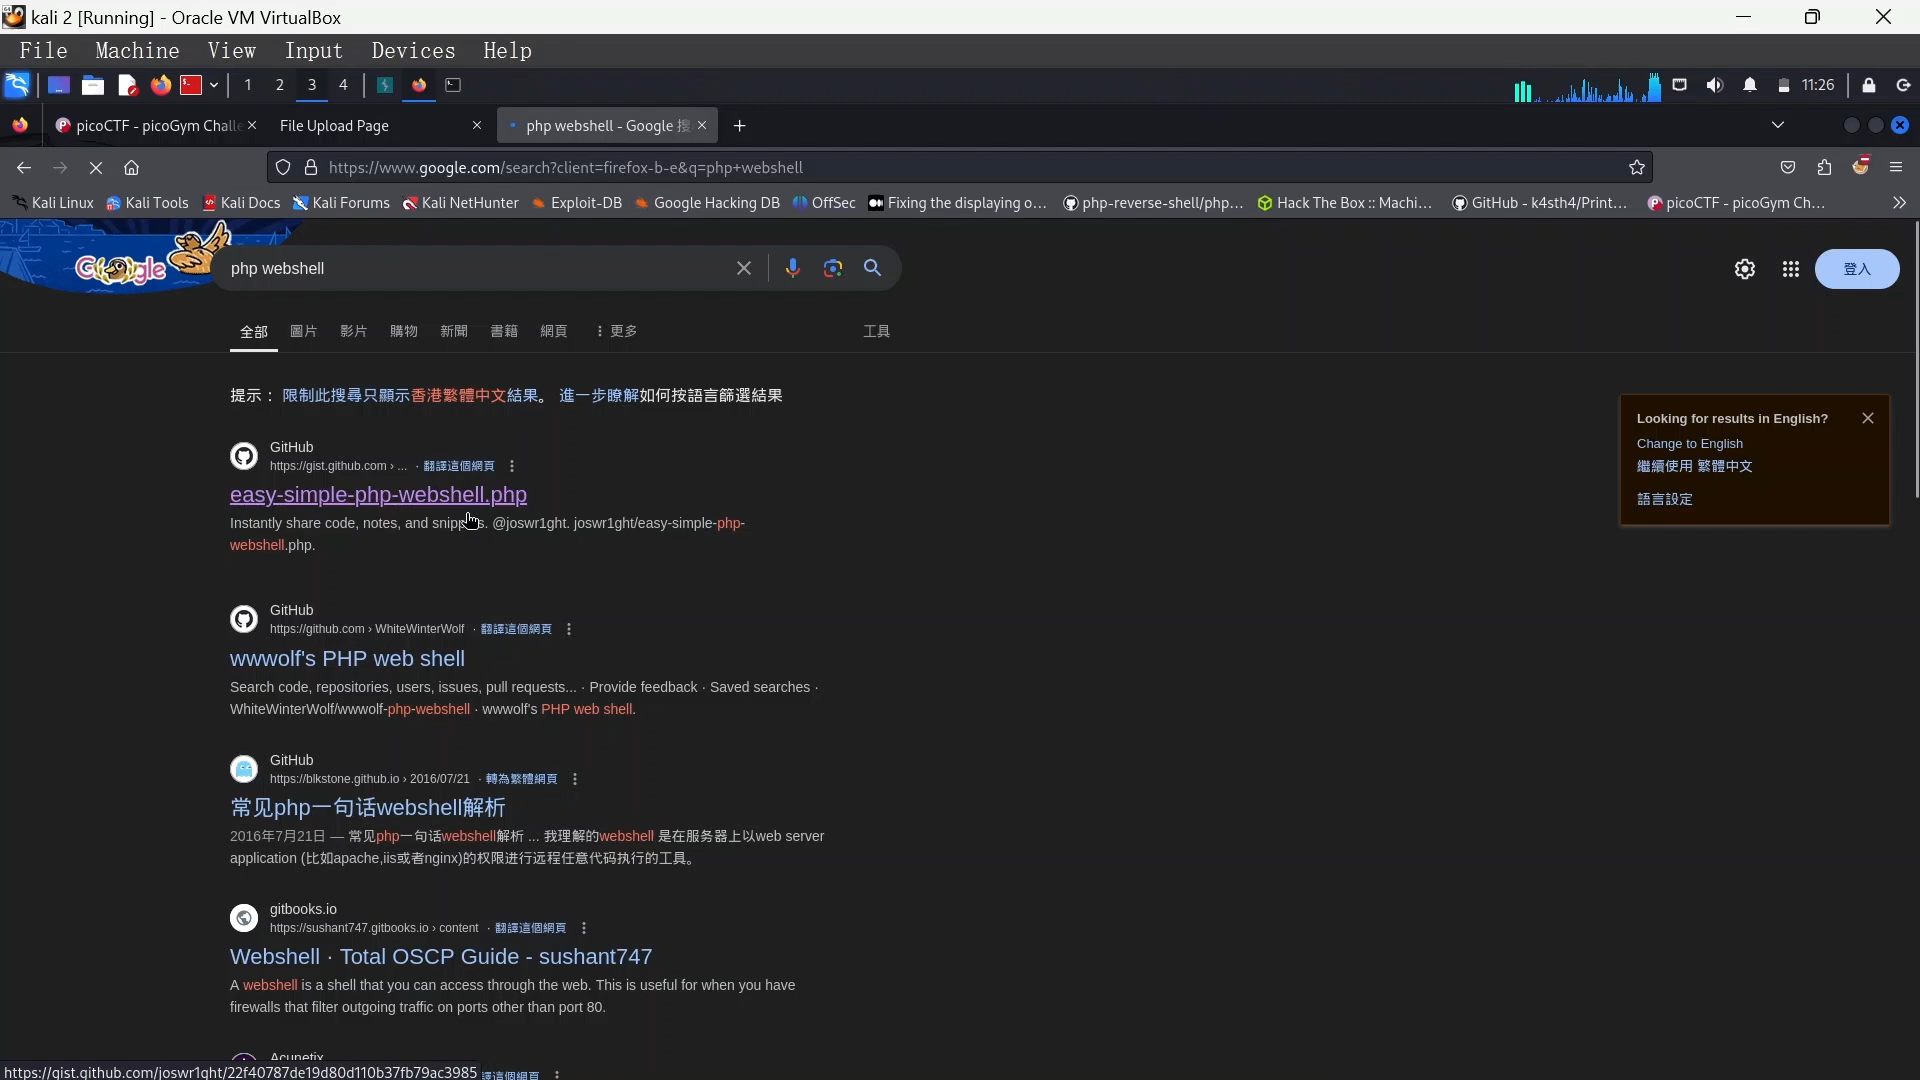 kali 2 [Running] - Oracle VM VirtualBox
File Machine View Input Devices Help
1 2 3 4 11:26
picoCTF - picoGym Challe File Upload Page php webshell - Google 搜
https://www.google.com/search?client=firefox-b-e&q=php+webshell
Kali Linux Kali Tools Kali Docs Kali Forums Kali NetHunter Exploit-DB Google Hacking DB OffSec Fixing the displaying o... php-reverse-shell/php... Hack The Box :: Machi... GitHub - k4sth4/Print... picoCTF - picoGym Ch...
Google php webshell 登入
全部 圖片 影片 購物 新聞 書籍 網頁 更多 工具
提示： 限制此搜尋只顯示香港繁體中文結果。 進一步瞭解如何按語言篩選結果
Looking for results in English?
Change to English
繼續使用 繁體中文
語言設定
GitHub
https://gist.github.com › ... · 翻譯這個網頁
easy-simple-php-webshell.php
Instantly share code, notes, and snippets. @joswr1ght. joswr1ght/easy-simple-php-
webshell.php.
GitHub
https://github.com › WhiteWinterWolf · 翻譯這個網頁
wwwolf's PHP web shell
Search code, repositories, users, issues, pull requests... · Provide feedback · Saved searches ·
WhiteWinterWolf/wwwolf-php-webshell · wwwolf's PHP web shell.
GitHub
https://blkstone.github.io › 2016/07/21 · 轉為繁體網頁
常见php一句话webshell解析
2016年7月21日 — 常见php一句话webshell解析 ... 我理解的webshell 是在服务器上以web server
application (比如apache,iis或者nginx)的权限进行远程任意代码执行的工具。
gitbooks.io
https://sushant747.gitbooks.io › content · 翻譯這個網頁
Webshell · Total OSCP Guide - sushant747
A webshell is a shell that you can access through the web. This is useful for when you have
firewalls that filter outgoing traffic on ports other than port 80.
Acunetix
https://gist.github.com/joswr1ght/22f40787de19d80d110b37fb79ac3985 譯這個網頁